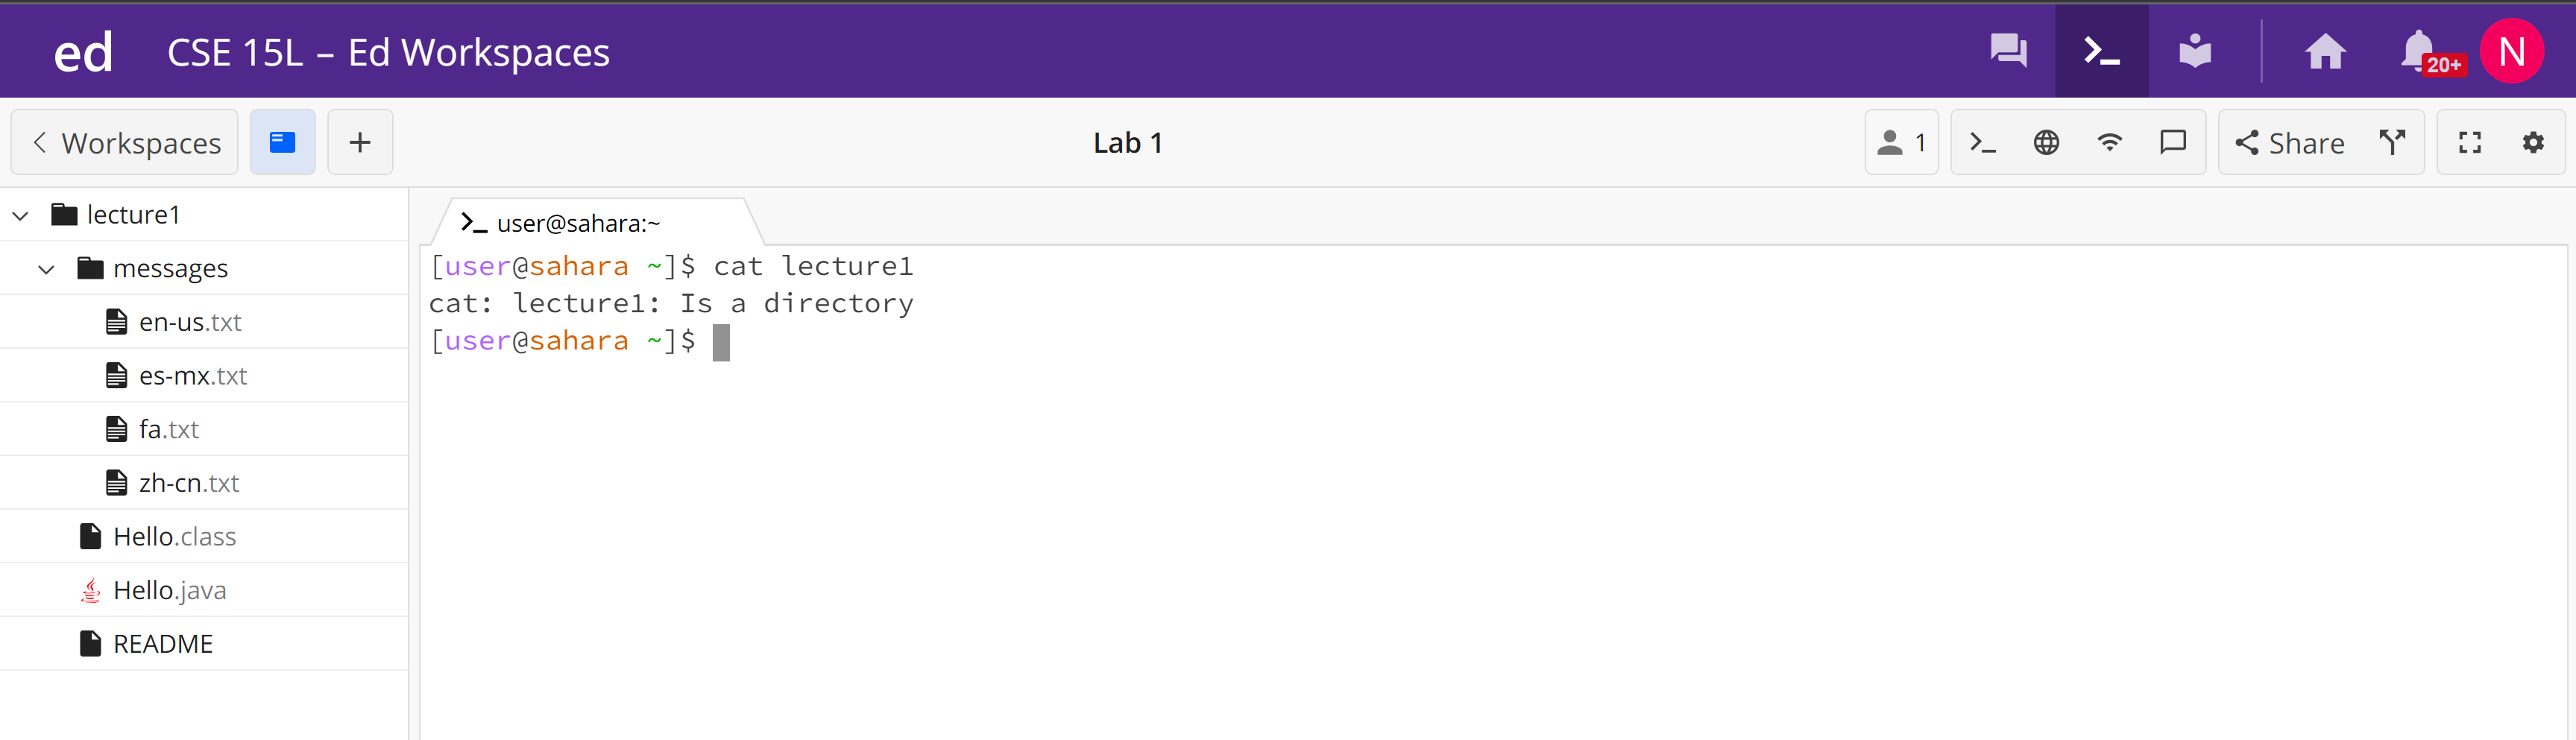 ed CSE 15L – Ed Workspaces 20+ N
Workspaces Lab 1 1 Share
lecture1
messages
en-us.txt
es-mx.txt
fa.txt
zh-cn.txt
Hello.class
Hello.java
README
user@sahara:~
[user@sahara ~]$ cat lecture1
cat: lecture1: Is a directory
[user@sahara ~]$